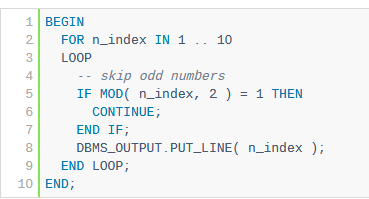 1 BEGIN
2   FOR n_index IN 1 .. 10
3   LOOP
4     -- skip odd numbers
5     IF MOD( n_index, 2 ) = 1 THEN
6       CONTINUE;
7     END IF;
8     DBMS_OUTPUT.PUT_LINE( n_index );
9   END LOOP;
10 END;